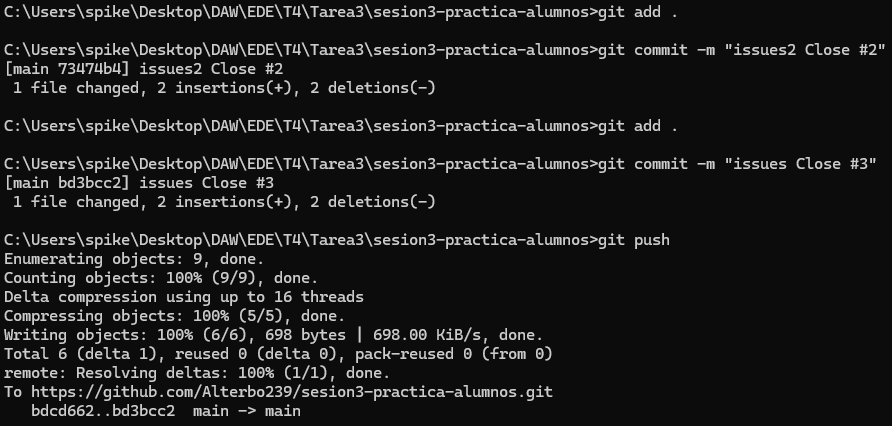 C:\Users\spike\Desktop\DAW\EDE\T4\Tarea3\sesion3-practica-alumnos>git add .
C:\Users\spike\Desktop\DAW\EDE\T4\Tarea3\sesion3-practica-alumnos>git commit -m "issues2 Close #2"
[main 73474b4] issues2 Close #2
 1 file changed, 2 insertions(+), 2 deletions(-)
C:\Users\spike\Desktop\DAW\EDE\T4\Tarea3\sesion3-practica-alumnos>git add .
C:\Users\spike\Desktop\DAW\EDE\T4\Tarea3\sesion3-practica-alumnos>git commit -m "issues Close #3"
[main bd3bcc2] issues Close #3
 1 file changed, 2 insertions(+), 2 deletions(-)
C:\Users\spike\Desktop\DAW\EDE\T4\Tarea3\sesion3-practica-alumnos>git push
Enumerating objects: 9, done.
Counting objects: 100% (9/9), done.
Delta compression using up to 16 threads
Compressing objects: 100% (5/5), done.
Writing objects: 100% (6/6), 698 bytes | 698.00 KiB/s, done.
Total 6 (delta 1), reused 0 (delta 0), pack-reused 0 (from 0)
remote: Resolving deltas: 100% (1/1), done.
To https://github.com/Alterbo239/sesion3-practica-alumnos.git
   bdcd662..bd3bcc2  main -> main